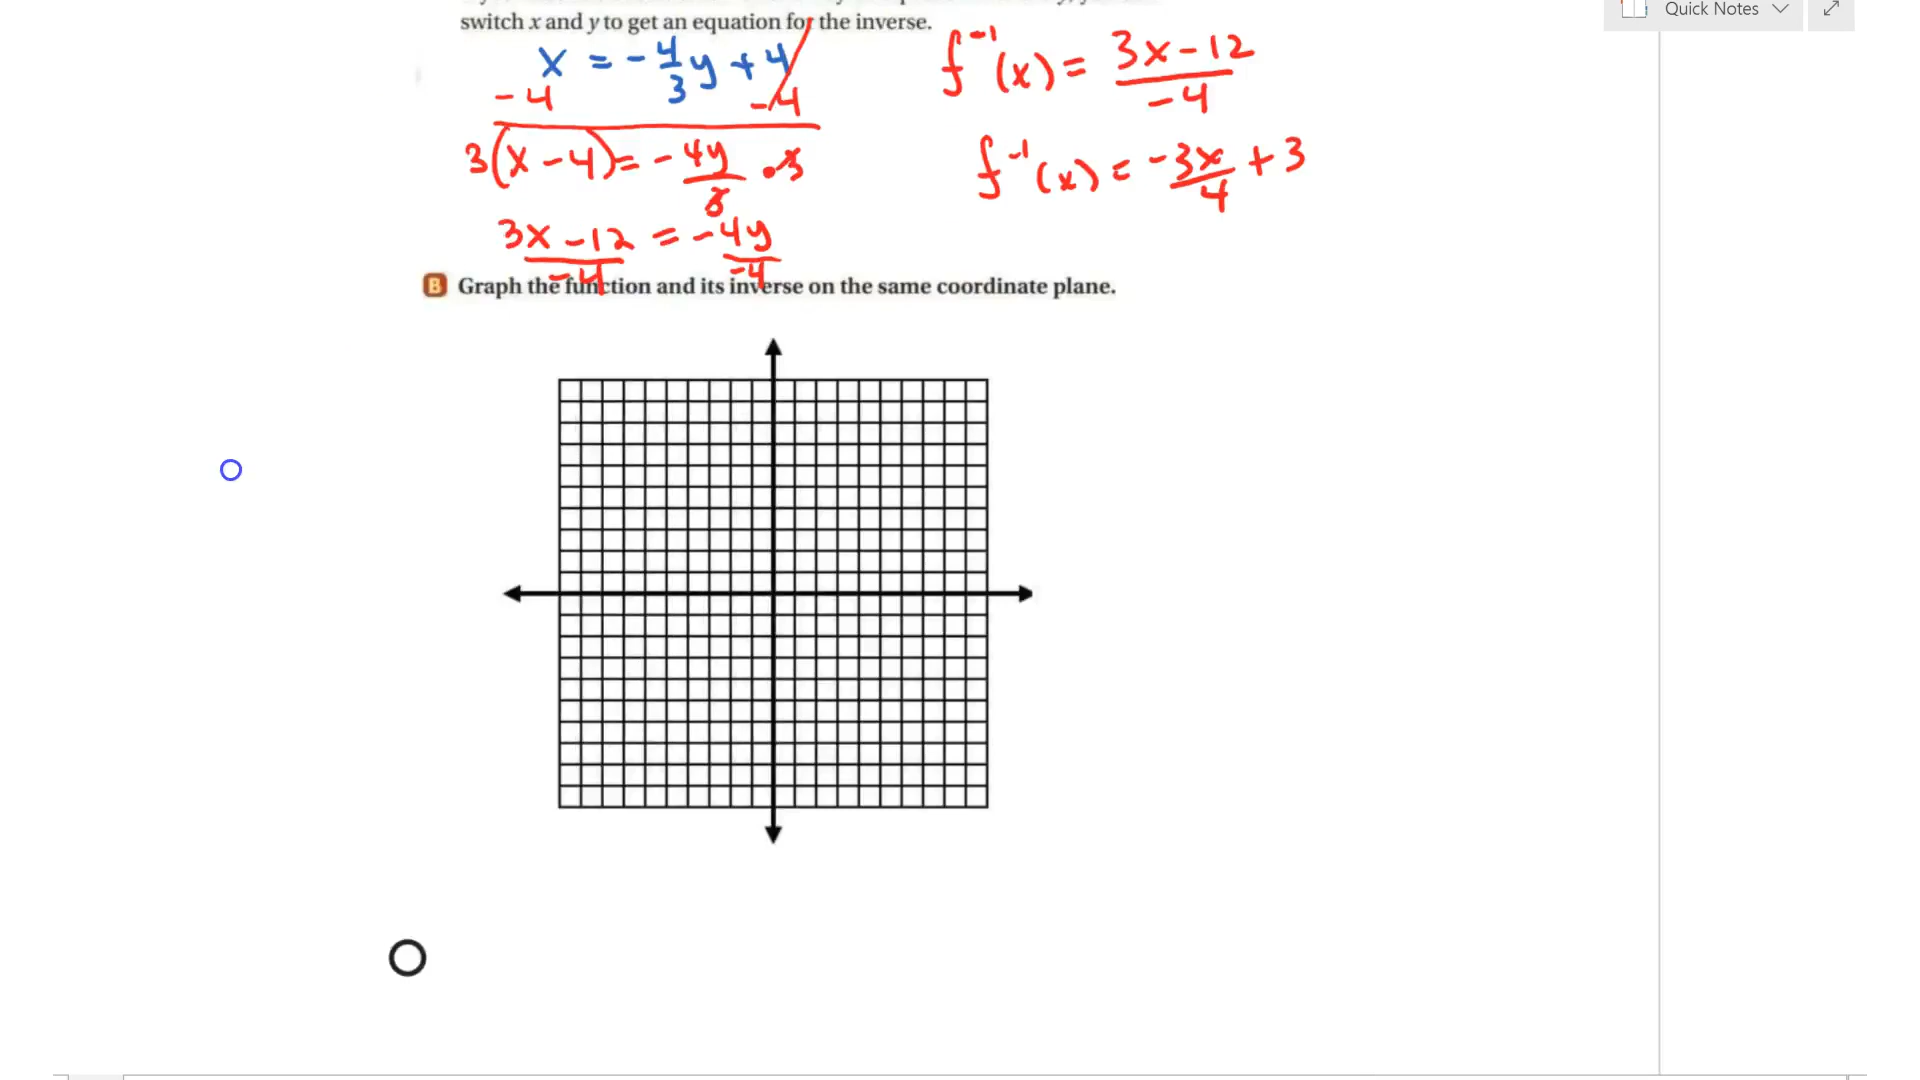 Quick Notes
switch x and y to get an equation for the inverse.
x = -4/3 y + 4
-4 -4
3(x - 4) = -4y/3 • 3
3x - 12 = -4y
-4 -4
f⁻¹(x) = 3x - 12 / -4
f⁻¹(x) = -3x/4 + 3
B Graph the function and its inverse on the same coordinate plane.